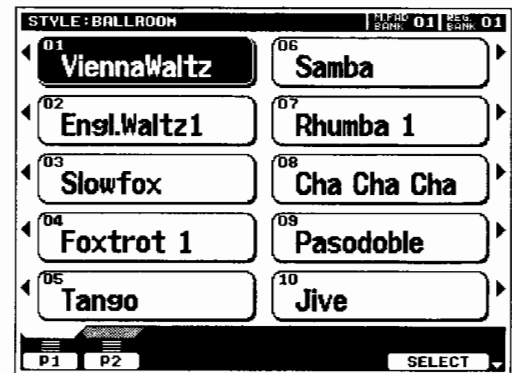 STYLE:BALLROOM
M.PAD BANK 01
REG. BANK 01
01 ViennaWaltz
02 Engl.Waltz1
03 Slowfox
04 Foxtrot 1
05 Tango
06 Samba
07 Rhumba 1
08 Cha Cha Cha
09 Pasodoble
10 Jive
P1 P2 SELECT